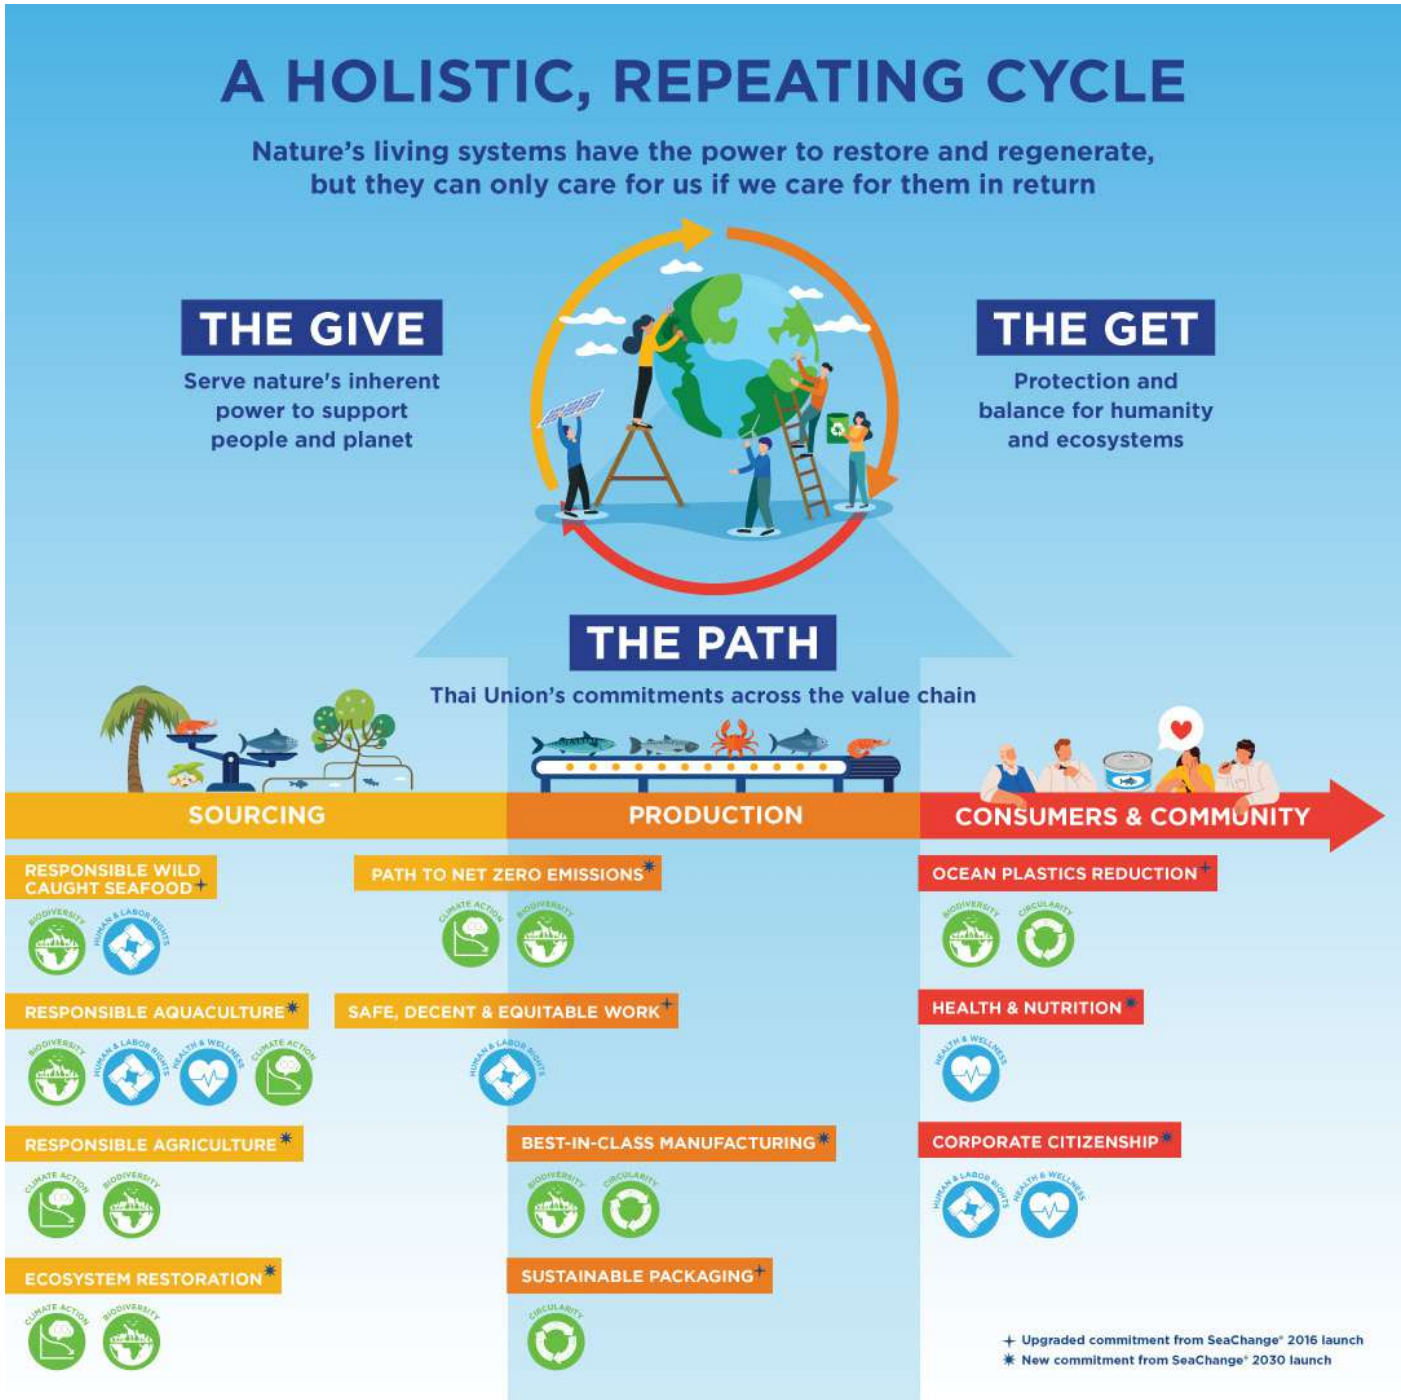 A HOLISTIC, REPEATING CYCLE
Nature's living systems have the power to restore and regenerate,
but they can only care for us if we care for them in return
THE GIVE
Serve nature's inherent
power to support
people and planet
THE GET
Protection and
balance for humanity
and ecosystems
THE PATH
Thai Union's commitments across the value chain
SOURCING
PRODUCTION
CONSUMERS & COMMUNITY
RESPONSIBLE WILD
CAUGHT SEAFOOD+
BIODIVERSITY
HUMAN & LABOR RIGHTS
RESPONSIBLE AQUACULTURE*
BIODIVERSITY
HUMAN & LABOR RIGHTS
HEALTH & WELLNESS
CLIMATE ACTION
RESPONSIBLE AGRICULTURE*
CLIMATE ACTION
BIODIVERSITY
ECOSYSTEM RESTORATION*
CLIMATE ACTION
BIODIVERSITY
PATH TO NET ZERO EMISSIONS*
CLIMATE ACTION
CO2
BIODIVERSITY
SAFE, DECENT & EQUITABLE WORK+
HUMAN & LABOR RIGHTS
BEST-IN-CLASS MANUFACTURING*
BIODIVERSITY
CIRCULARITY
SUSTAINABLE PACKAGING+
CIRCULARITY
OCEAN PLASTICS REDUCTION+
BIODIVERSITY
CIRCULARITY
HEALTH & NUTRITION*
HEALTH & WELLNESS
CORPORATE CITIZENSHIP*
HUMAN & LABOR RIGHTS
HEALTH & WELLNESS
+ Upgraded commitment from SeaChange® 2016 launch
* New commitment from SeaChange® 2030 launch